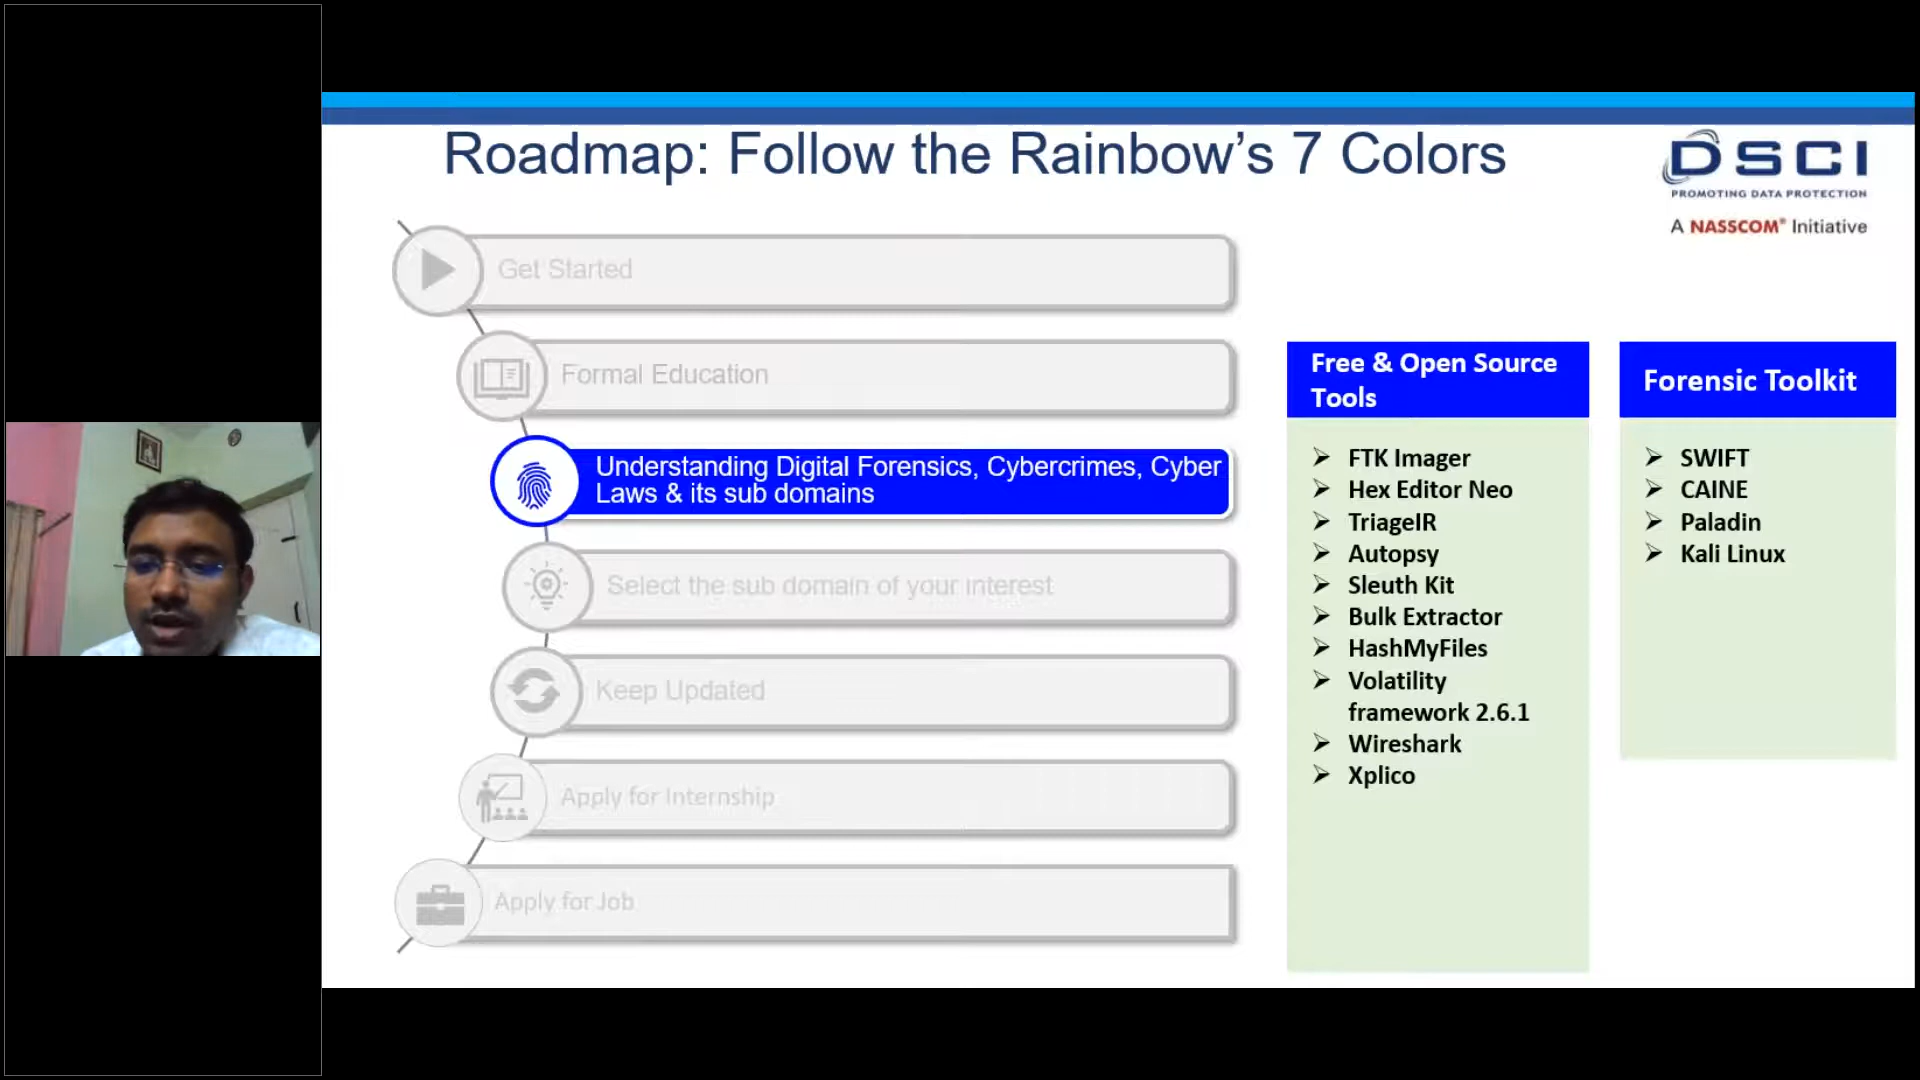 Roadmap: Follow the Rainbow’s 7 Colors
DSCI
PROMOTING DATA PROTECTION
A NASSCOM® Initiative
Get Started
Formal Education
Understanding Digital Forensics, Cybercrimes, Cyber
Laws & its sub domains
Select the sub domain of your interest
Keep Updated
Apply for Internship
Apply for Job
Free & Open Source
Tools
FTK Imager
Hex Editor Neo
TriageIR
Autopsy
Sleuth Kit
Bulk Extractor
HashMyFiles
Volatility
framework 2.6.1
Wireshark
Xplico
Forensic Toolkit
SWIFT
CAINE
Paladin
Kali Linux